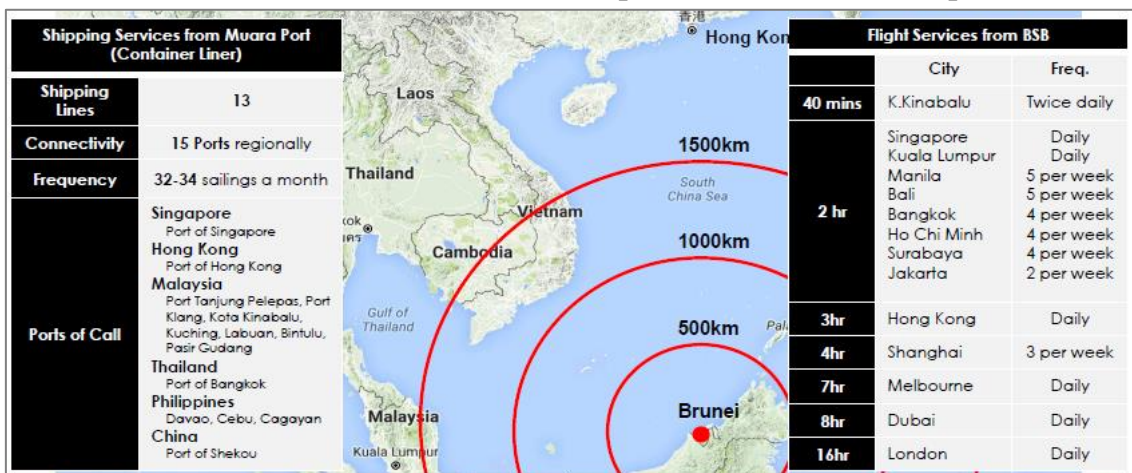 Shipping Services from Muara Port
(Container Liner)
Shipping
Lines
13
Connectivity
15 Ports regionally
Frequency
32-34 sailings a month
Ports of Call
Singapore
Port of Singapore
Hong Kong
Port of Hong Kong
Malaysia
Port Tanjung Pelepas, Port
Klang, Kota Kinabalu,
Kuching, Labuan, Bintulu,
Pasir Gudang
Thailand
Port of Bangkok
Philippines
Davao, Cebu, Cagayan
China
Port of Shekou
香港
Hong Kon
Laos
Thailand
1500km
South
China Sea
Vietnam
kok
1000km
Cambodia
Gulf of
Thailand
500km
Pala
Brunei
Malaysia
Kuala Lumpur
Flight Services from BSB
City Freq.
40 mins K.Kinabalu Twice daily
2 hr
Singapore Daily
Kuala Lumpur Daily
Manila 5 per week
Bali 5 per week
Bangkok 4 per week
Ho Chi Minh 4 per week
Surabaya 4 per week
Jakarta 2 per week
3hr Hong Kong Daily
4hr Shanghai 3 per week
7hr Melbourne Daily
8hr Dubai Daily
16hr London Daily